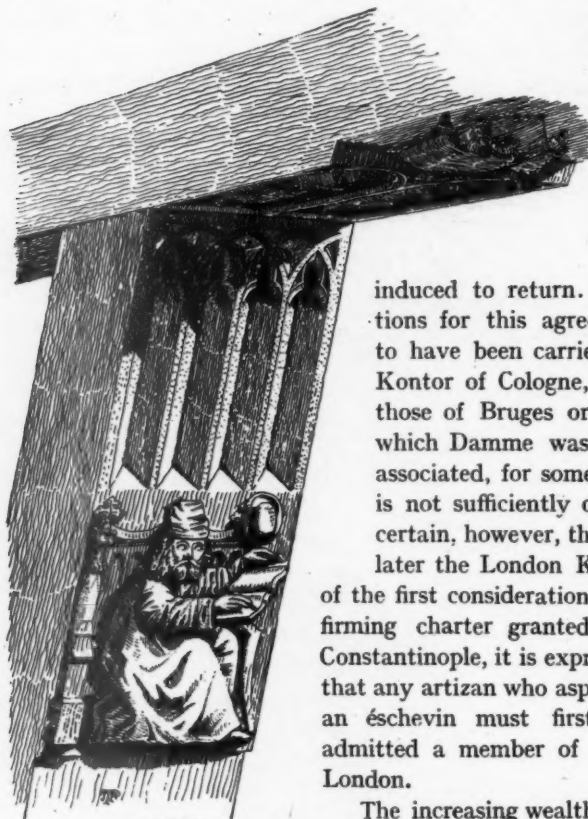 induced to return.
tions for this agre
to have been carrie
Kontor of Cologne,
those of Bruges or
which Damme was
associated, for some
is not sufficiently
certain, however, th
later the London K
of the first consideration
firming charter granted
Constantinople, it is expr
that any artizan who asp
an éschevin must first
admitted a member of
London.
The increasing wealth